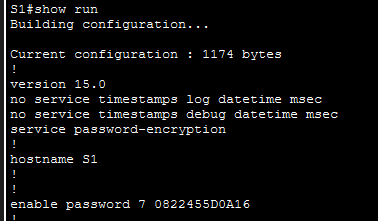 S1#show run
Building configuration...
Current configuration : 1174 bytes
!
version 15.0
no service timestamps log datetime msec
no service timestamps debug datetime msec
service password-encryption
!
hostname S1
!
!
enable password 7 0822455D0A16
!